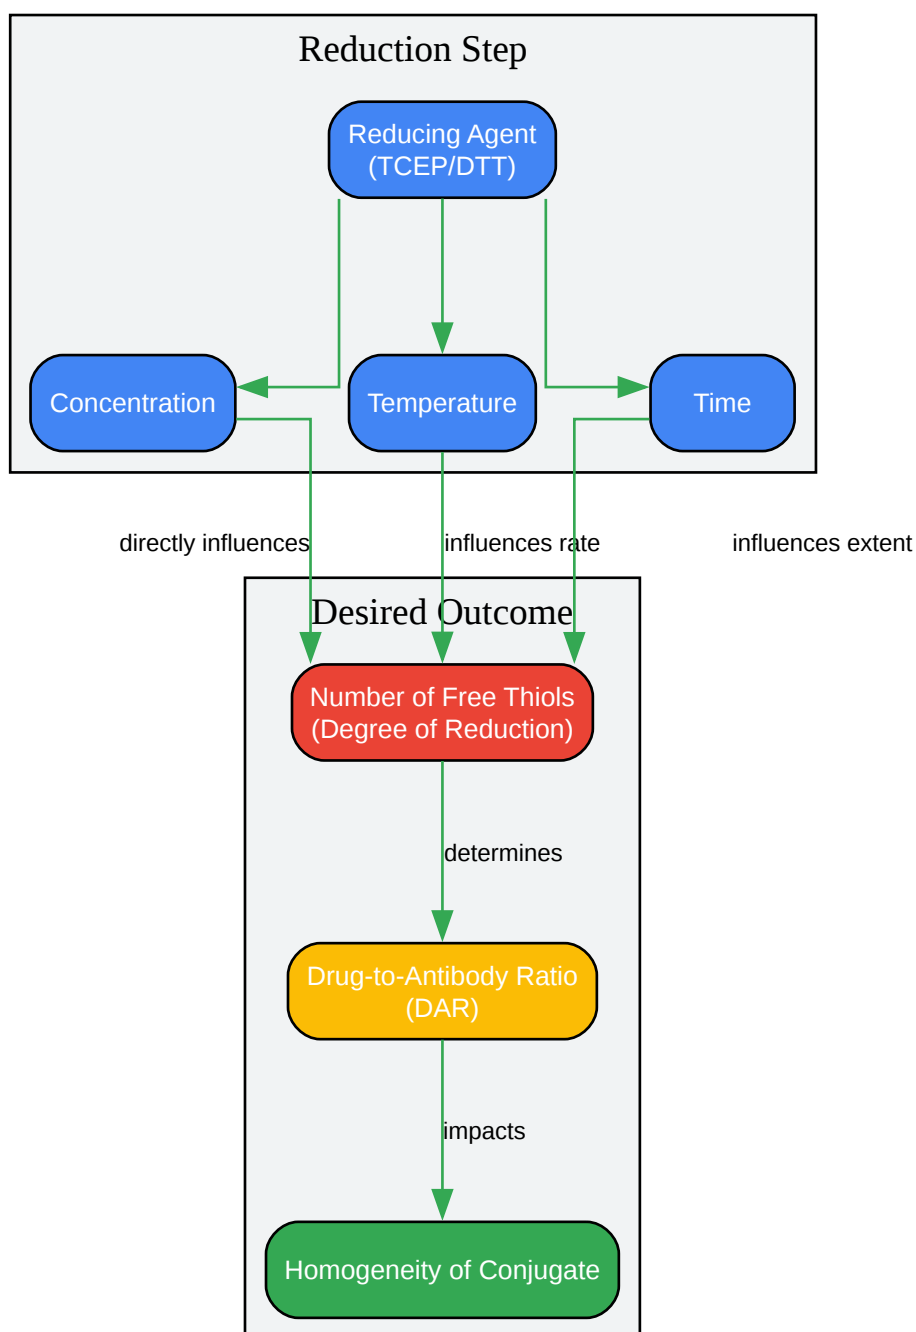 Reduction Step
Reducing Agent
(TCEP/DTT)
Concentration
Temperature
Time
directly influences
influences rate
influences extent
Desired Outcome
Number of Free Thiols
(Degree of Reduction)
determines
Drug-to-Antibody Ratio
(DAR)
impacts
Homogeneity of Conjugate